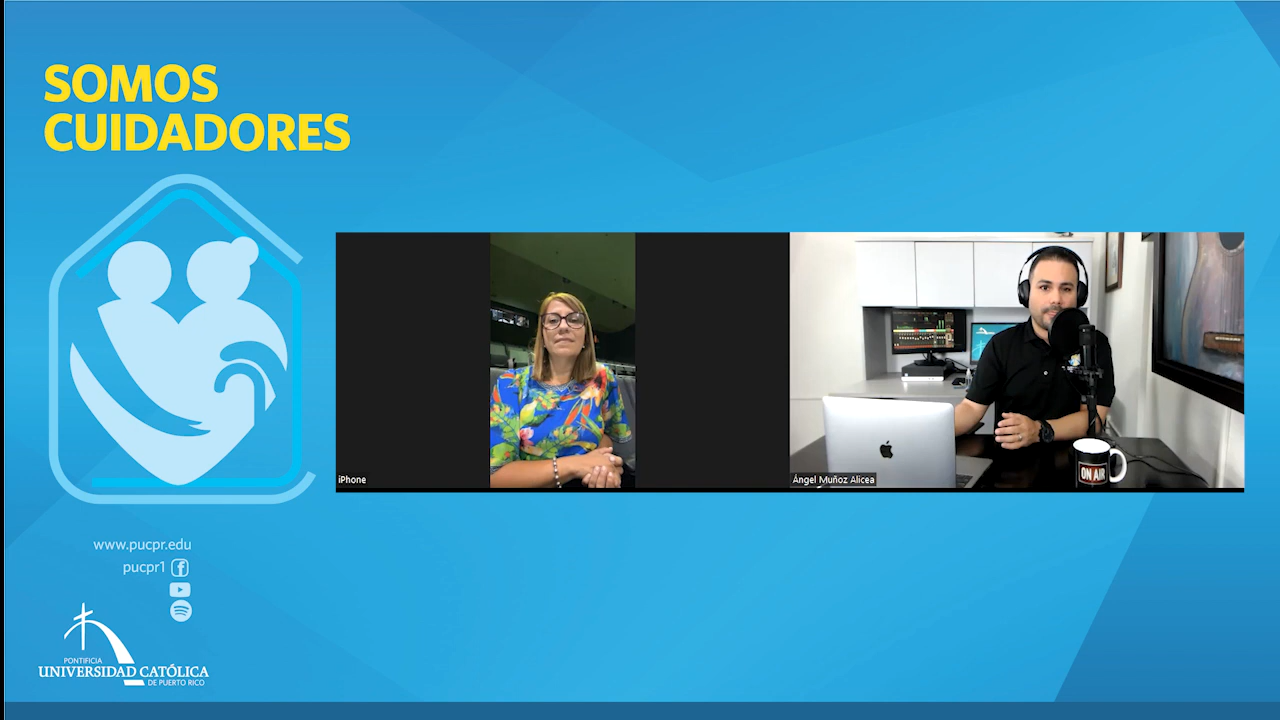 SOMOS
CUIDADORES
iPhone
Ángel Muñoz Alicea
ON AIR
www.pucpr.edu
pucpr1
PONTIFICIA
UNIVERSIDAD CATÓLICA
DE PUERTO RICO